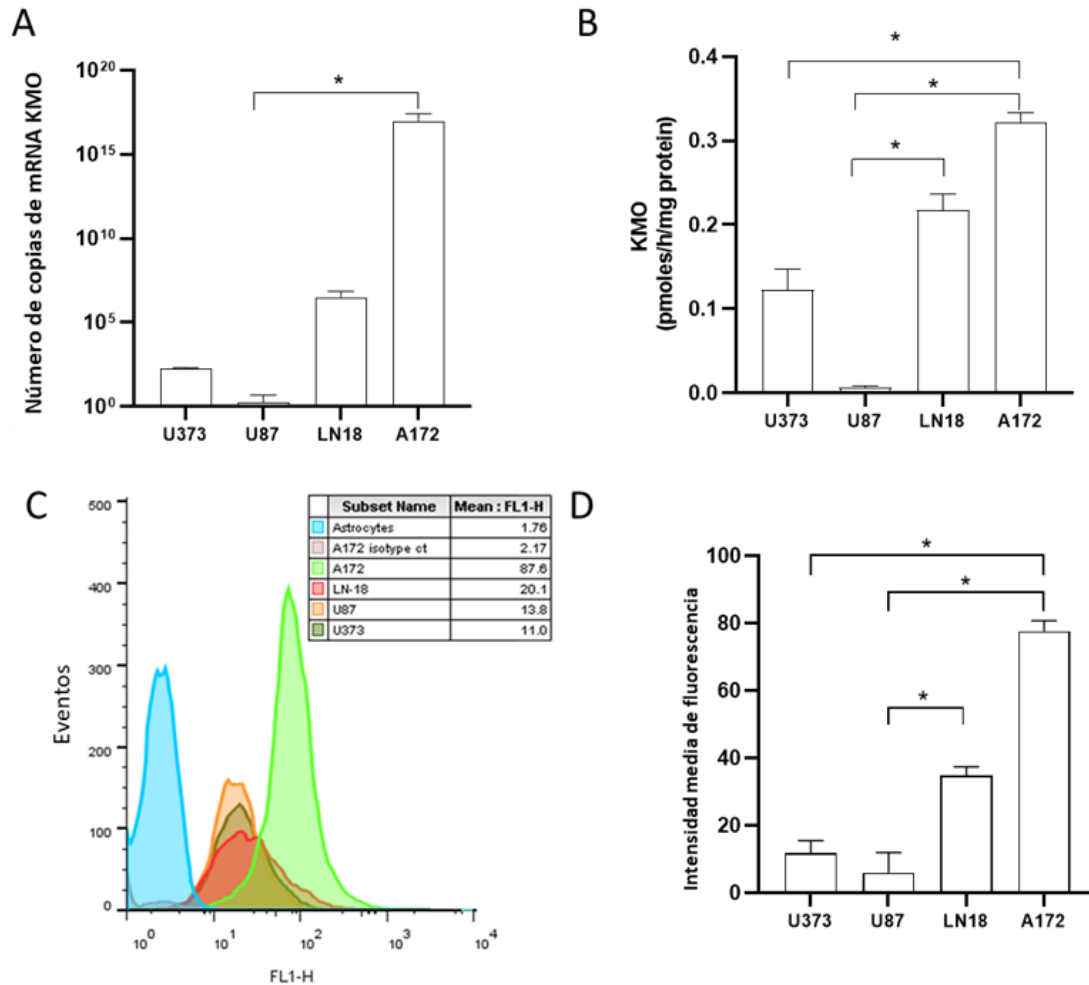 A
Número de copias de mRNA KMO
10^20
10^15
10^10
10^5
10^0
*
U373 U87 LN18 A172
B
KMO
(pmoles/h/mg protein)
0.4
0.3
0.2
0.1
0.0
*
*
*
U373 U87 LN18 A172
C
Eventos
500
400
300
200
100
0
10^0 10^1 10^2 10^3 10^4
FL1-H
Subset Name Mean : FL1-H
Astrocytes 1.76
A172 isotype ct 2.17
A172 87.6
LN-18 20.1
U87 13.8
U373 11.0
D
Intensidad media de fluorescencia
100
80
60
40
20
0
*
*
*
U373 U87 LN18 A172